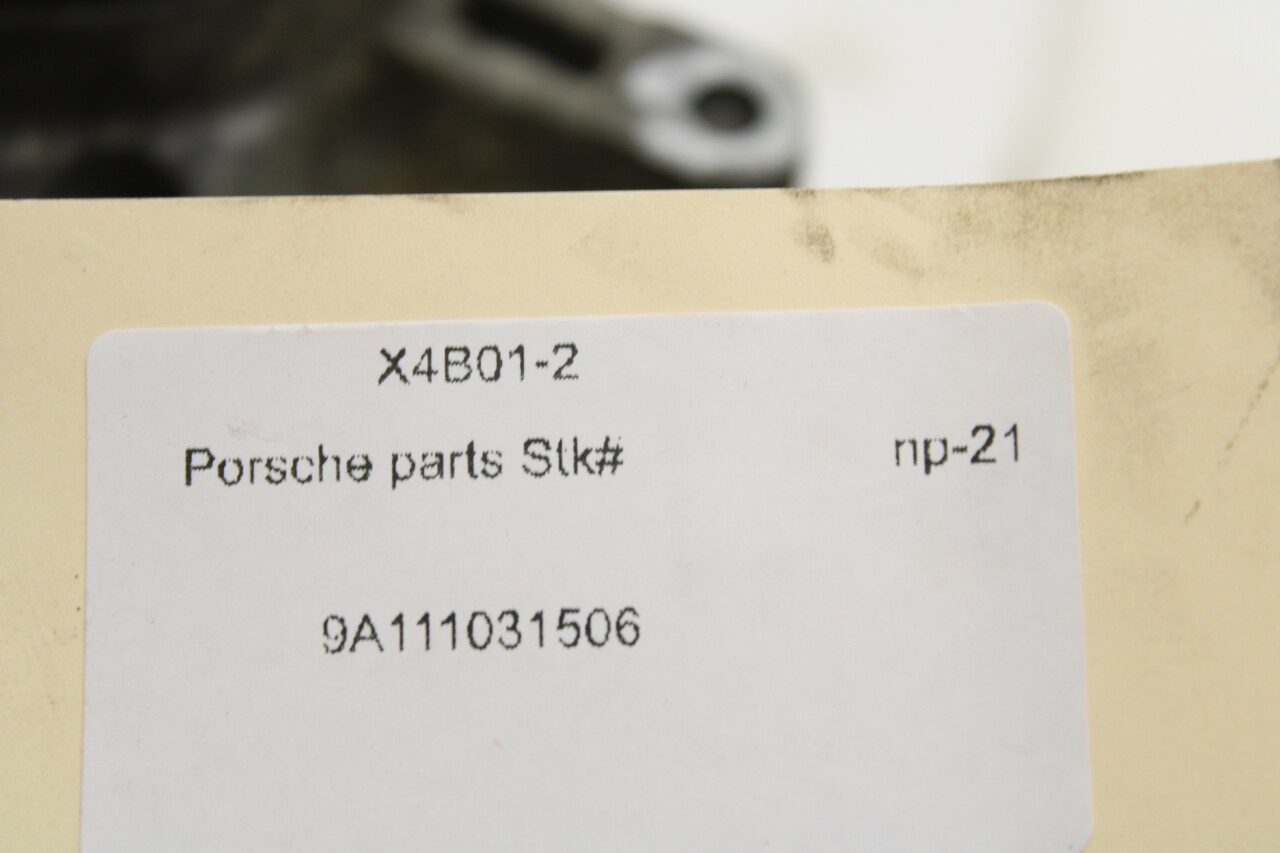 X4B01-2
Porsche parts Stk# np-21
9A111031506